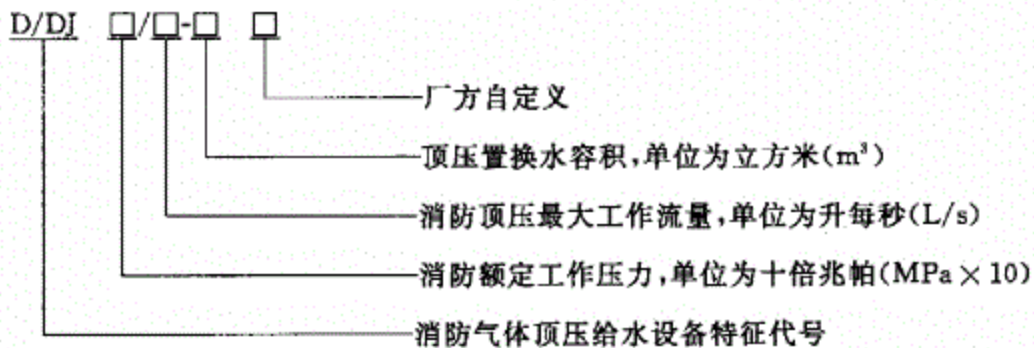 D/DJ □/□-□ □
厂方自定义
顶压置换水容积,单位为立方米(m³)
消防顶压最大工作流量,单位为升每秒(L/s)
消防额定工作压力,单位为十倍兆帕(MPa×10)
消防气体顶压给水设备特征代号